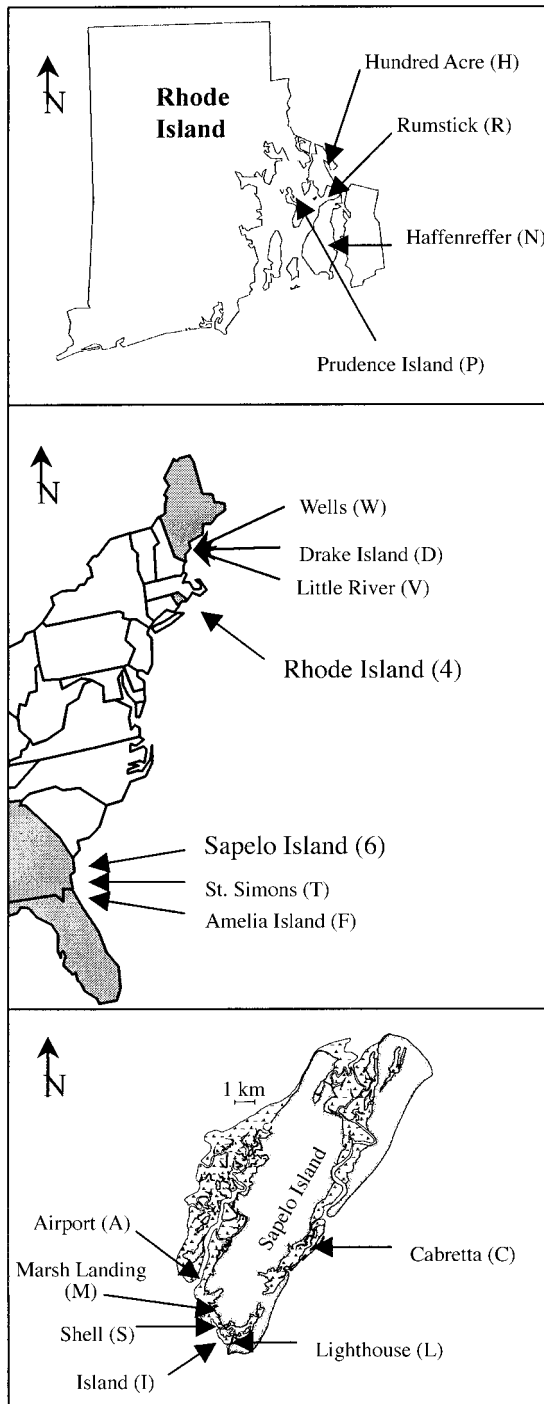 N
Rhode
Island
Hundred Acre (H)
Rumstick (R)
Haffenreffer (N)
Prudence Island (P)
N
Wells (W)
Drake Island (D)
Little River (V)
Rhode Island (4)
Sapelo Island (6)
St. Simons (T)
Amelia Island (F)
N
1 km
Sapelo Island
Airport (A)
Marsh Landing
(M)
Shell (S)
Island (I)
Cabretta (C)
Lighthouse (L)